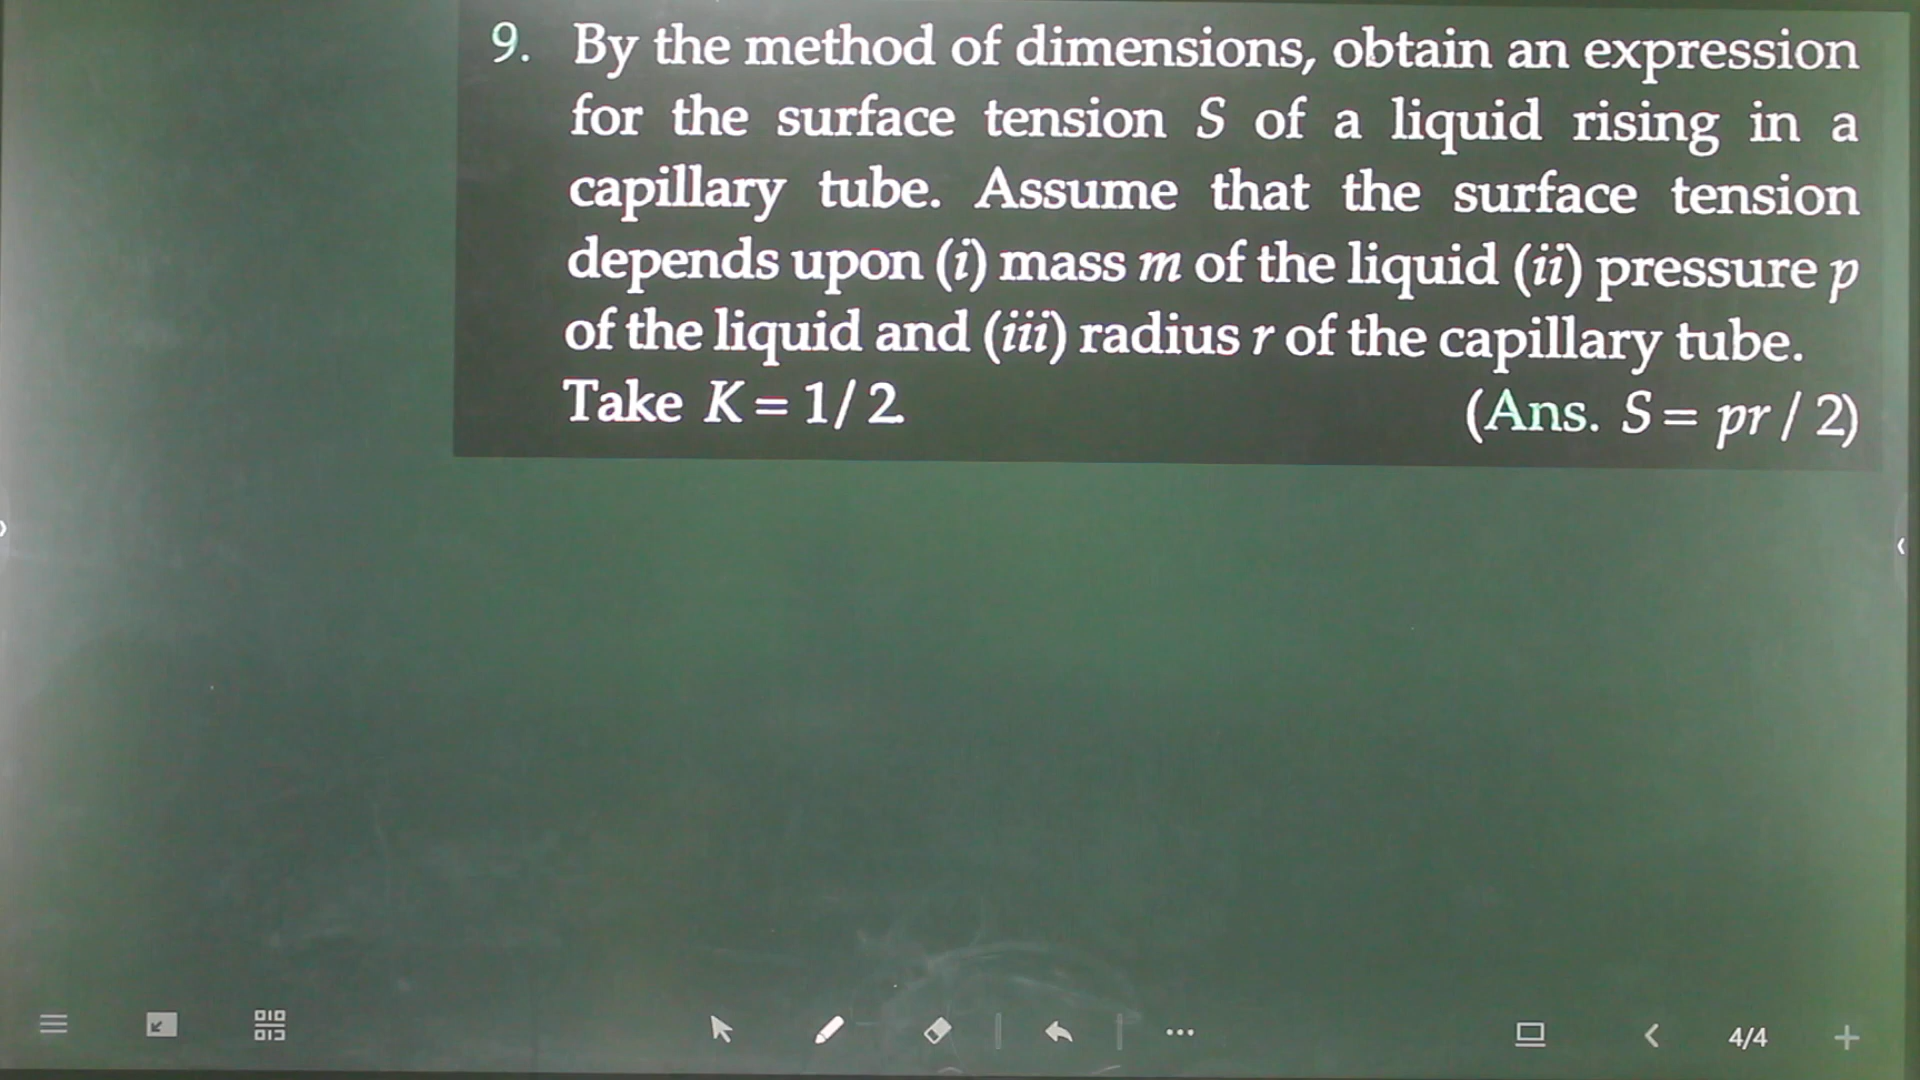 9. By the method of dimensions, obtain an expression
for the surface tension S of a liquid rising in a
capillary tube. Assume that the surface tension
depends upon (i) mass m of the liquid (ii) pressure p
of the liquid and (iii) radius r of the capillary tube.
Take K = 1/2. (Ans. S = pr / 2)
4/4